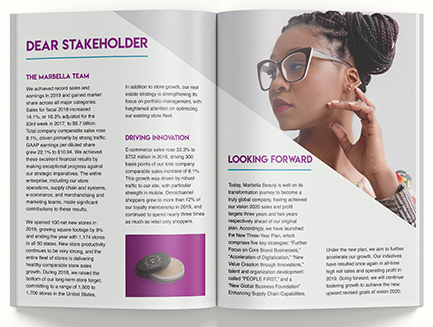 DEAR STAKEHOLDER
THE MARBELLA TEAM
We achieved record sales and
earnings in 2019 and gained market
share across all major categories.
Sales for fiscal 2018 increased
14.1%, or 16.3% adjusted for the
53rd week in 2017, to $6.7 billion.
Total company comparable sales rose
8.1%, driven primarily by strong traffic.
GAAP earnings per diluted share
grew 22.1% to $10.94. We achieved
these excellent financial results by
making exceptional progress against
our strategic imperatives. The entire
enterprise, including our store
operations, supply chain and systems,
e-commerce, and merchandising and
marketing teams, made significant
contributions to these results.
We opened 100 net new stores in
2019, growing square footage by 9%
and ending the year with 1,174 stores
in all 50 states. New store productivity
continues to be very strong, and the
entire fleet of stores is delivering
healthy comparable store sales
growth. During 2018, we raised the
bottom of our long-term store target,
committing to a range of 1,500 to
1,700 stores in the United States.
In addition to store growth, our real
estate strategy is strengthening its
focus on portfolio management, with
heightened attention on optimizing
our existing store fleet.
DRIVING INNOVATION
E-commerce sales rose 32.3% to
$752 million in 2018, driving 300
basis points of our total company
comparable sales increase of 8.1%.
This growth was driven by robust
traffic to our site, with particular
strength in mobile. Omnichannel
shoppers grew to more than 12% of
our loyalty membership in 2019, and
continued to spend nearly three times
as much as retail only shoppers.
LOOKING FORWARD
Today, Marbella Beauty is well on its
transformation journey to become a
truly global company, having achieved
our vision 2020 sales and profit
targets three years and two years
respectively ahead of our original
plan. Accordingly, we have launched
the New Three-Year Plan, which
comprises five key strategies: "Further
Focus on Core Brand Businesses,"
"Acceleration of Digitalization," "New
Value Creation through Innovations,"
talent and organization development
called "PEOPLE FIRST," and a
"New Global Business Foundation"
Enhancing Supply Chain Capabilities.
Under the new plan, we aim to further
accelerate our growth. Our initiatives
have resulted once again in all-time
high net sales and operating profit in
2019. Going forward, we will continue
fostering growth to achieve the new,
upward revised goals of vision 2020.